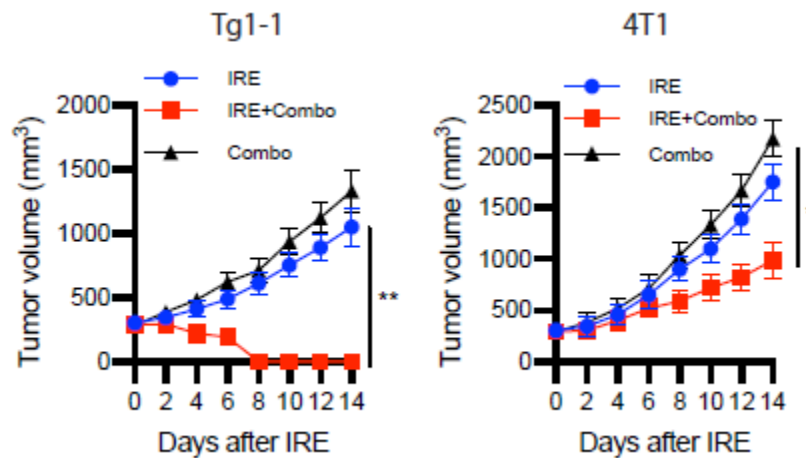 Tg1-1
IRE
IRE+Combo
Combo
Tumor volume (mm³)
2000
1500
1000
500
0
**
0 2 4 6 8 10 12 14
Days after IRE
4T1
IRE
IRE+Combo
Combo
Tumor volume (mm³)
2500
2000
1500
1000
500
0
0 2 4 6 8 10 12 14
Days after IRE